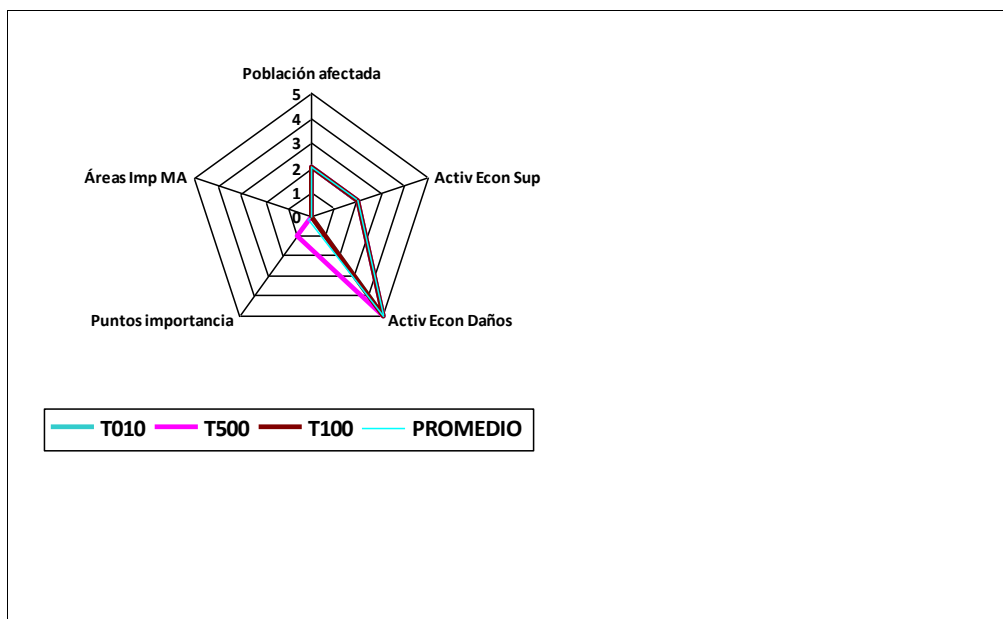 Población afectada
5
4
3
2
1
0
Áreas Imp MA
Activ Econ Sup
Puntos importancia
Activ Econ Daños
T010 T500 T100 PROMEDIO